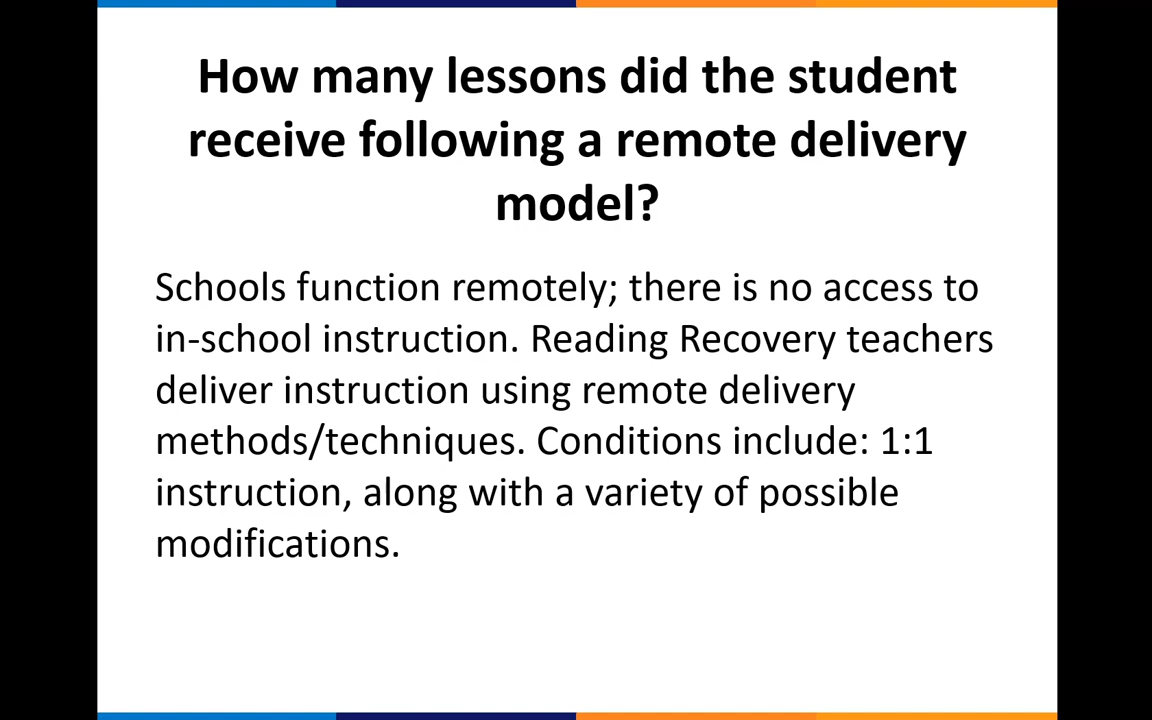 How many lessons did the student
receive following a remote delivery
model?
Schools function remotely; there is no access to
in-school instruction. Reading Recovery teachers
deliver instruction using remote delivery
methods/techniques. Conditions include: 1:1
instruction, along with a variety of possible
modifications.